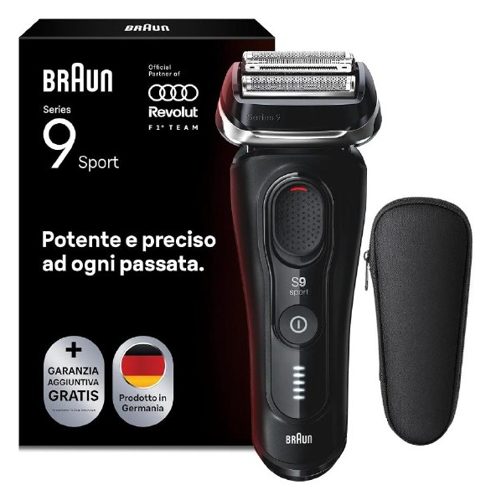 BRAUN
Series
9 Sport
Official
Partner of
Audi
Revolut
F1® TEAM
Potente e preciso
ad ogni passata.
+
GARANZIA
AGGIUNTIVA
GRATIS
Prodotto in
Germania
Series 9
S9
sport
BRAUN